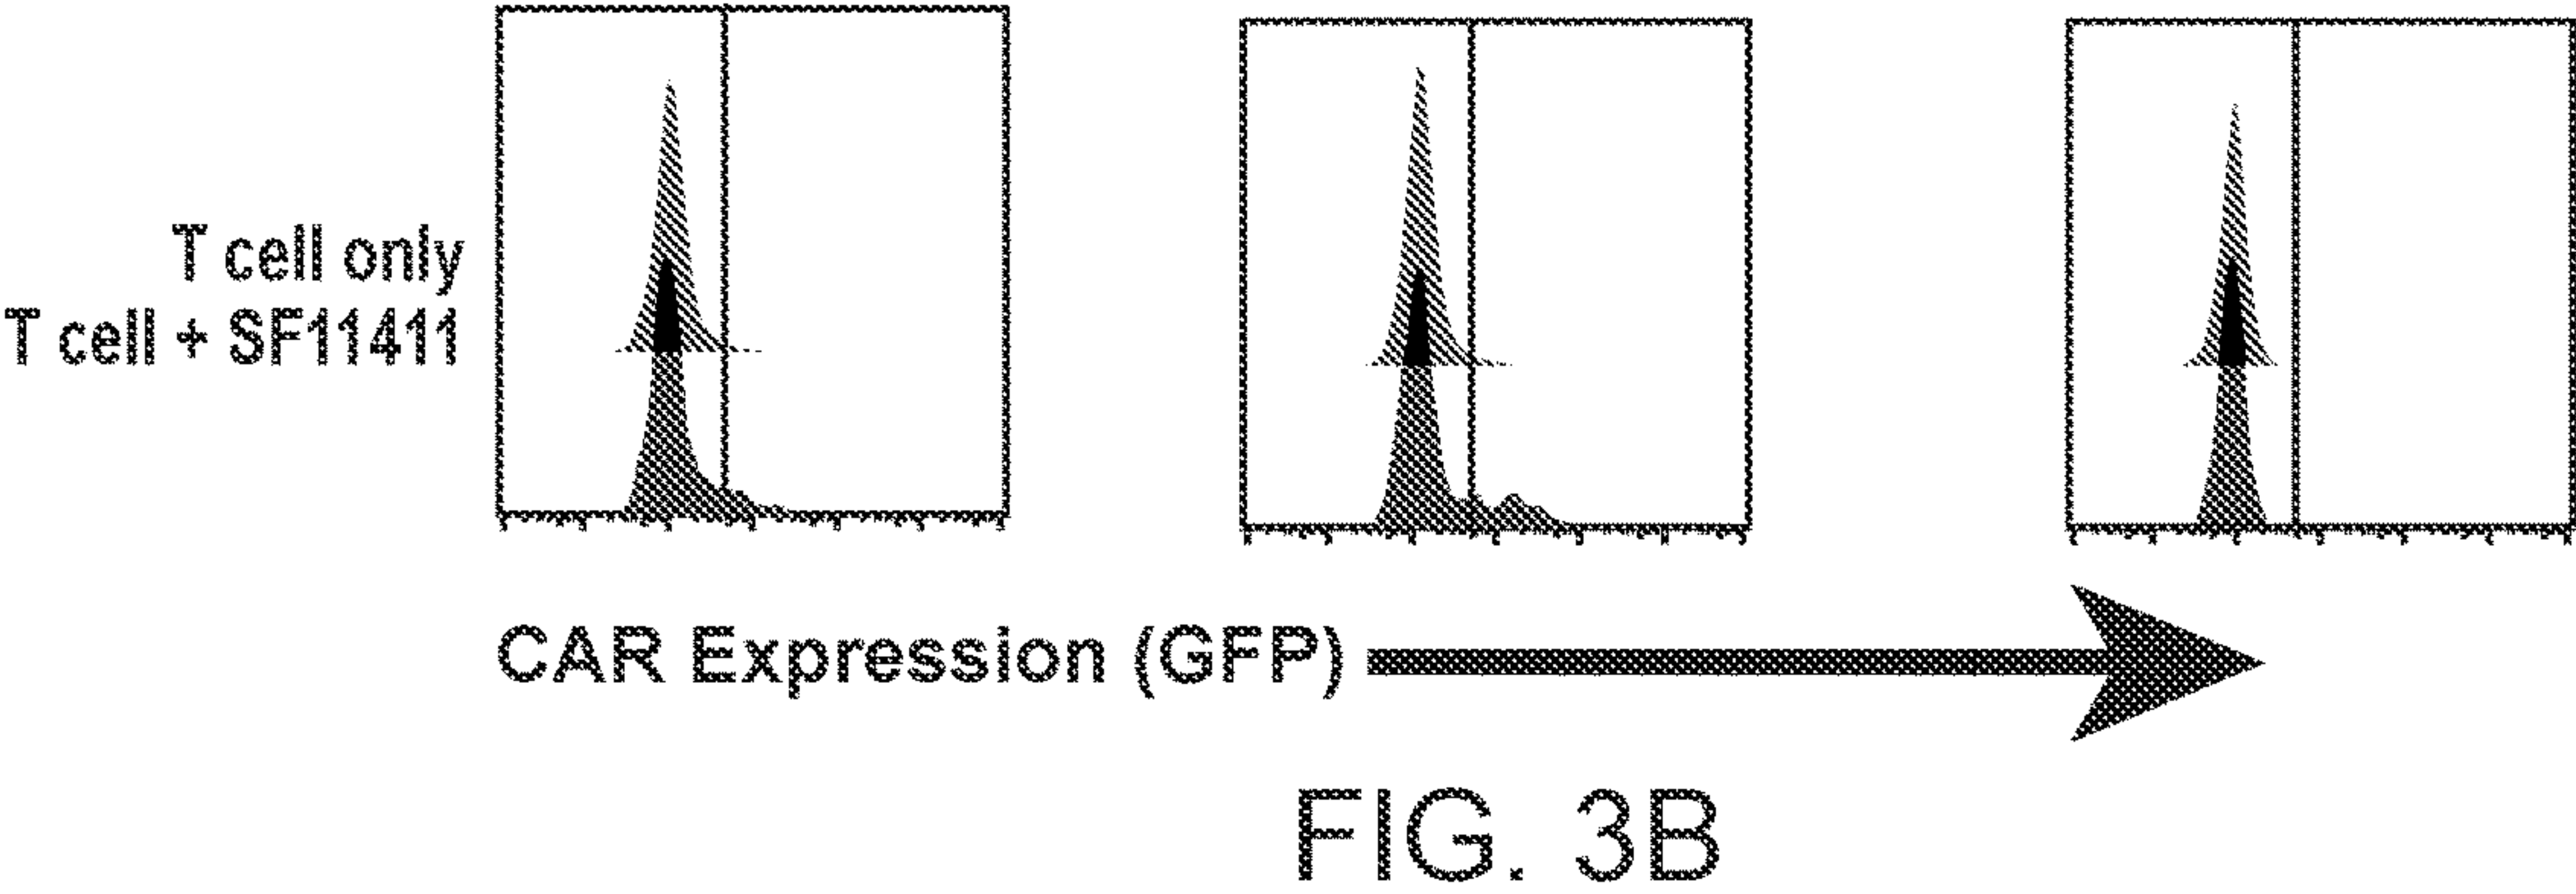 T cell only
T cell + SF11411
CAR Expression (GFP)
FIG. 3B